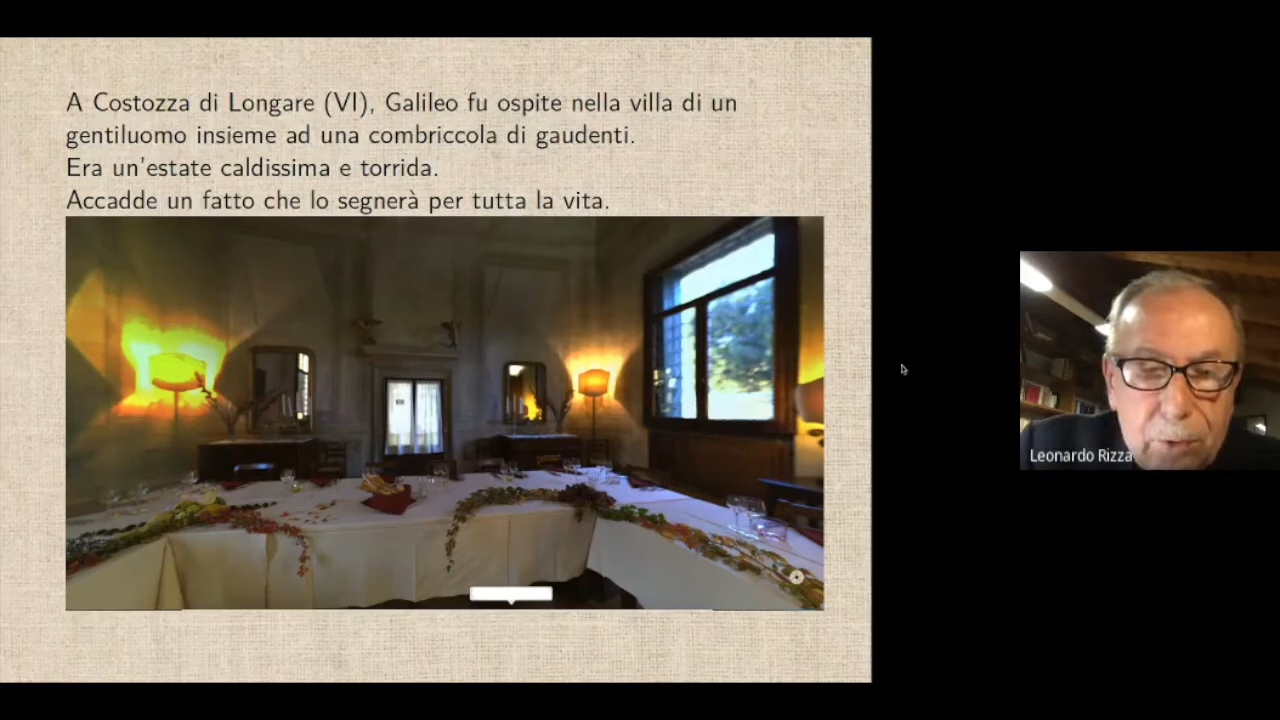 A Costozza di Longare (VI), Galileo fu ospite nella villa di un
gentiluomo insieme ad una combriccola di gaudenti.
Era un'estate caldissima e torrida.
Accadde un fatto che lo segnerà per tutta la vita.
Leonardo Rizza